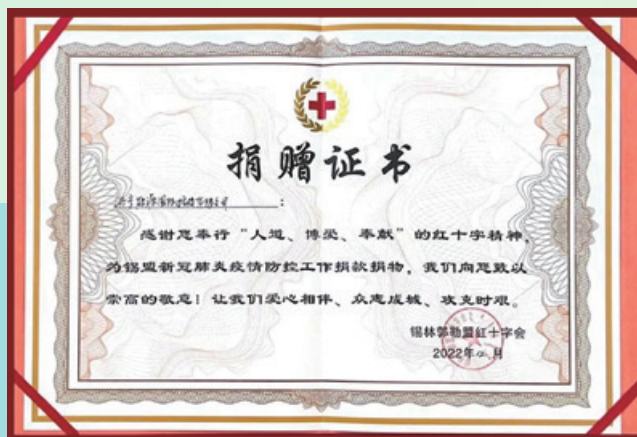 捐赠证书
:
感谢您奉行“人道、博爱、奉献”的红十字精神,
为锡盟新冠肺炎疫情防控工作捐款捐物,我们向您致以
崇高的敬意!让我们爱心相伴、众志成城、攻克时艰。
锡林郭勒盟红十字会
2022年 月